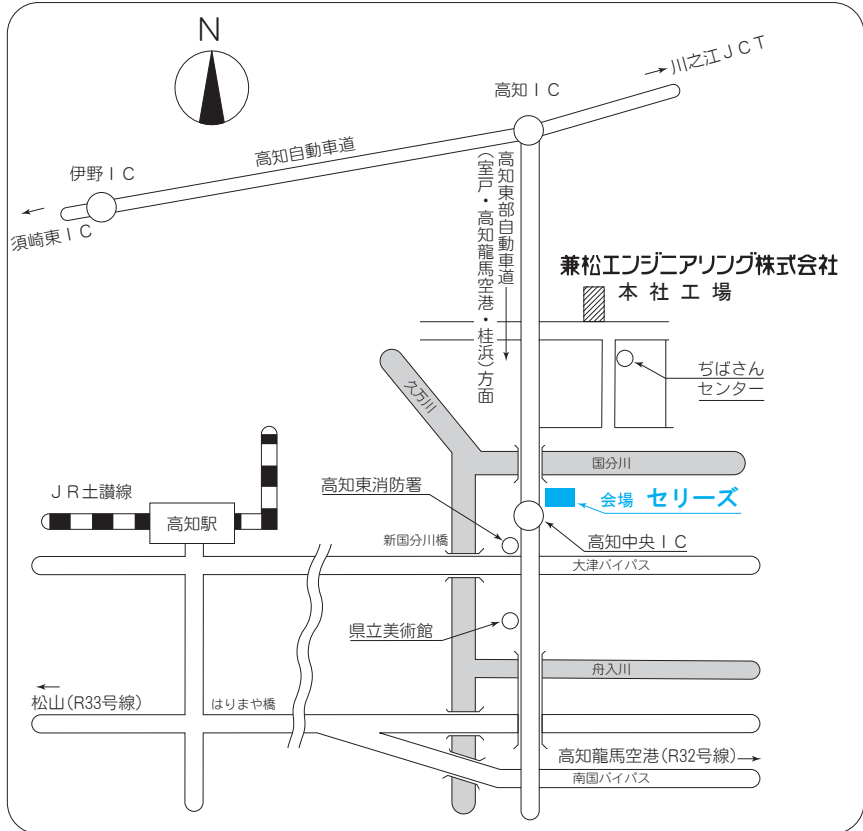 N
→川之江JCT
高知IC
高知自動車道
伊野IC
←
須崎東IC
高知東部自動車道
(室戸・高知龍馬空港・桂浜)方面
兼松エンジニアリング株式会社
本社工場
ぢばさん
センター
久万川
国分川
JR土讃線
高知駅
高知東消防署
会場 セリーズ
新国分川橋
高知中央IC
大津バイパス
県立美術館
舟入川
←
松山(R33号線)
はりまや橋
高知龍馬空港(R32号線)→
南国バイパス